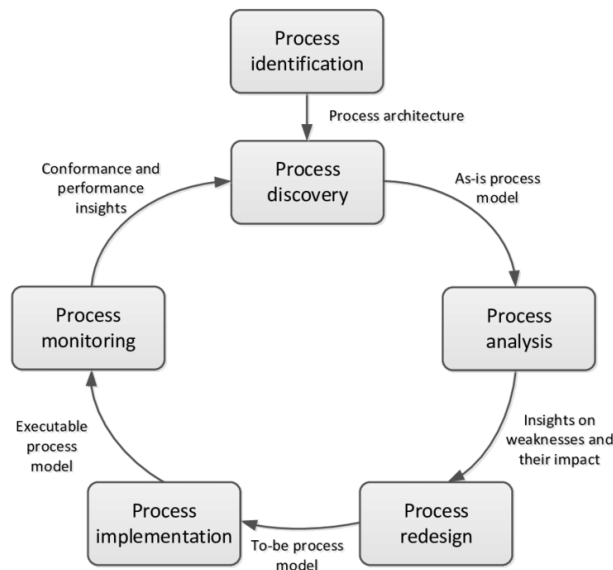 Process
identification
Process architecture
Process
discovery
As-is process
model
Process
analysis
Insights on
weaknesses and
their impact
Process
redesign
To-be process
model
Process
implementation
Executable
process
model
Process
monitoring
Conformance and
performance
insights